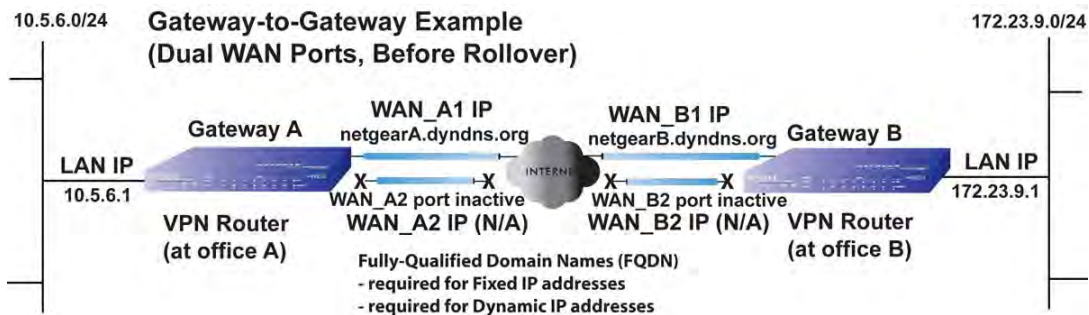 10.5.6.0/24
Gateway-to-Gateway Example
(Dual WAN Ports, Before Rollover)
172.23.9.0/24
WAN_A1 IP
netgearA.dyndns.org
WAN_B1 IP
netgearB.dyndns.org
Gateway A
Gateway B
LAN IP
10.5.6.1
INTERNE
LAN IP
172.23.9.1
X
X
X
X
WAN_A2 port inactive
WAN_A2 IP (N/A)
WAN_B2 port inactive
WAN_B2 IP (N/A)
VPN Router
(at office A)
VPN Router
(at office B)
Fully-Qualified Domain Names (FQDN)
- required for Fixed IP addresses
- required for Dynamic IP addresses